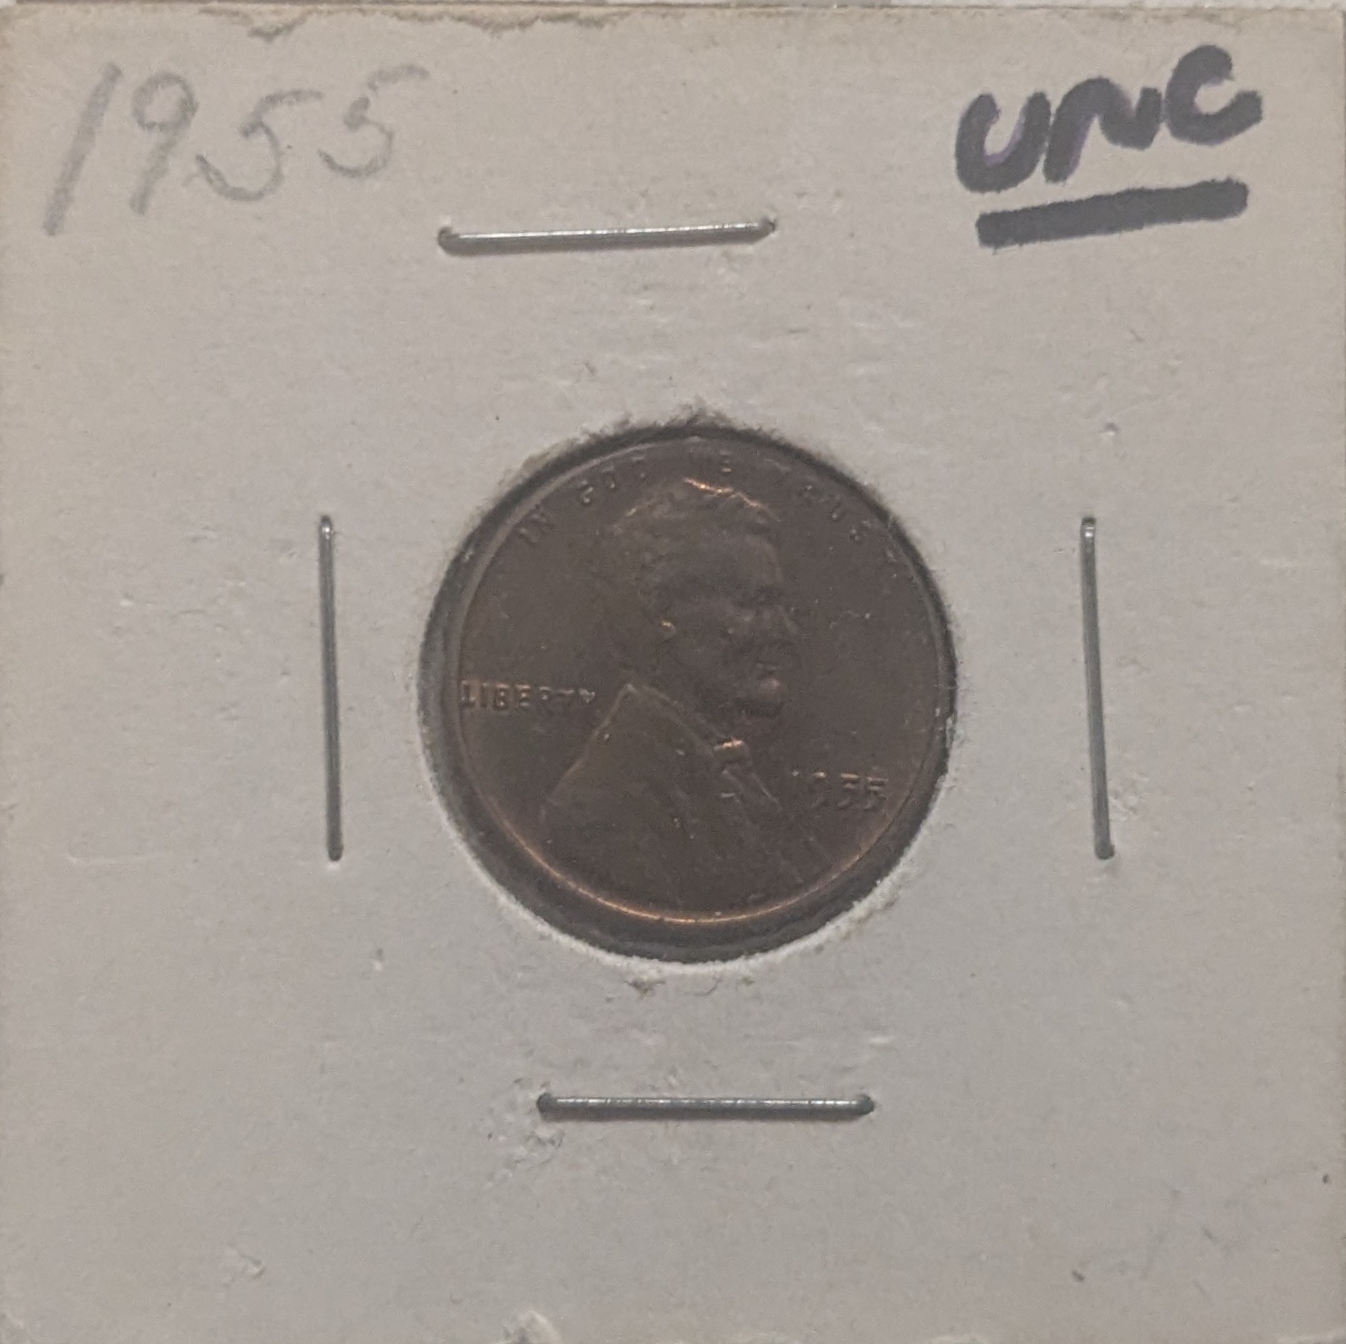 1955 UNC
IN GOD WE TRUST
LIBERTY
1955